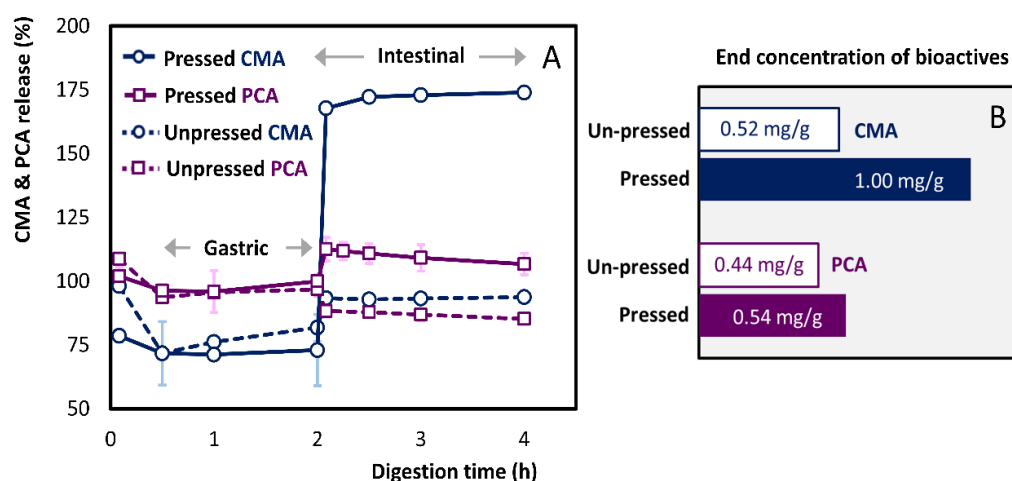 CMA & PCA release (%)
200
175
150
125
100
75
50
Pressed CMA
Pressed PCA
Unpressed CMA
Unpressed PCA
Intestinal
A
Gastric
0
1
2
3
4
Digestion time (h)
End concentration of bioactives
B
Un-pressed
0.52 mg/g
CMA
Pressed
1.00 mg/g
Un-pressed
0.44 mg/g
PCA
Pressed
0.54 mg/g